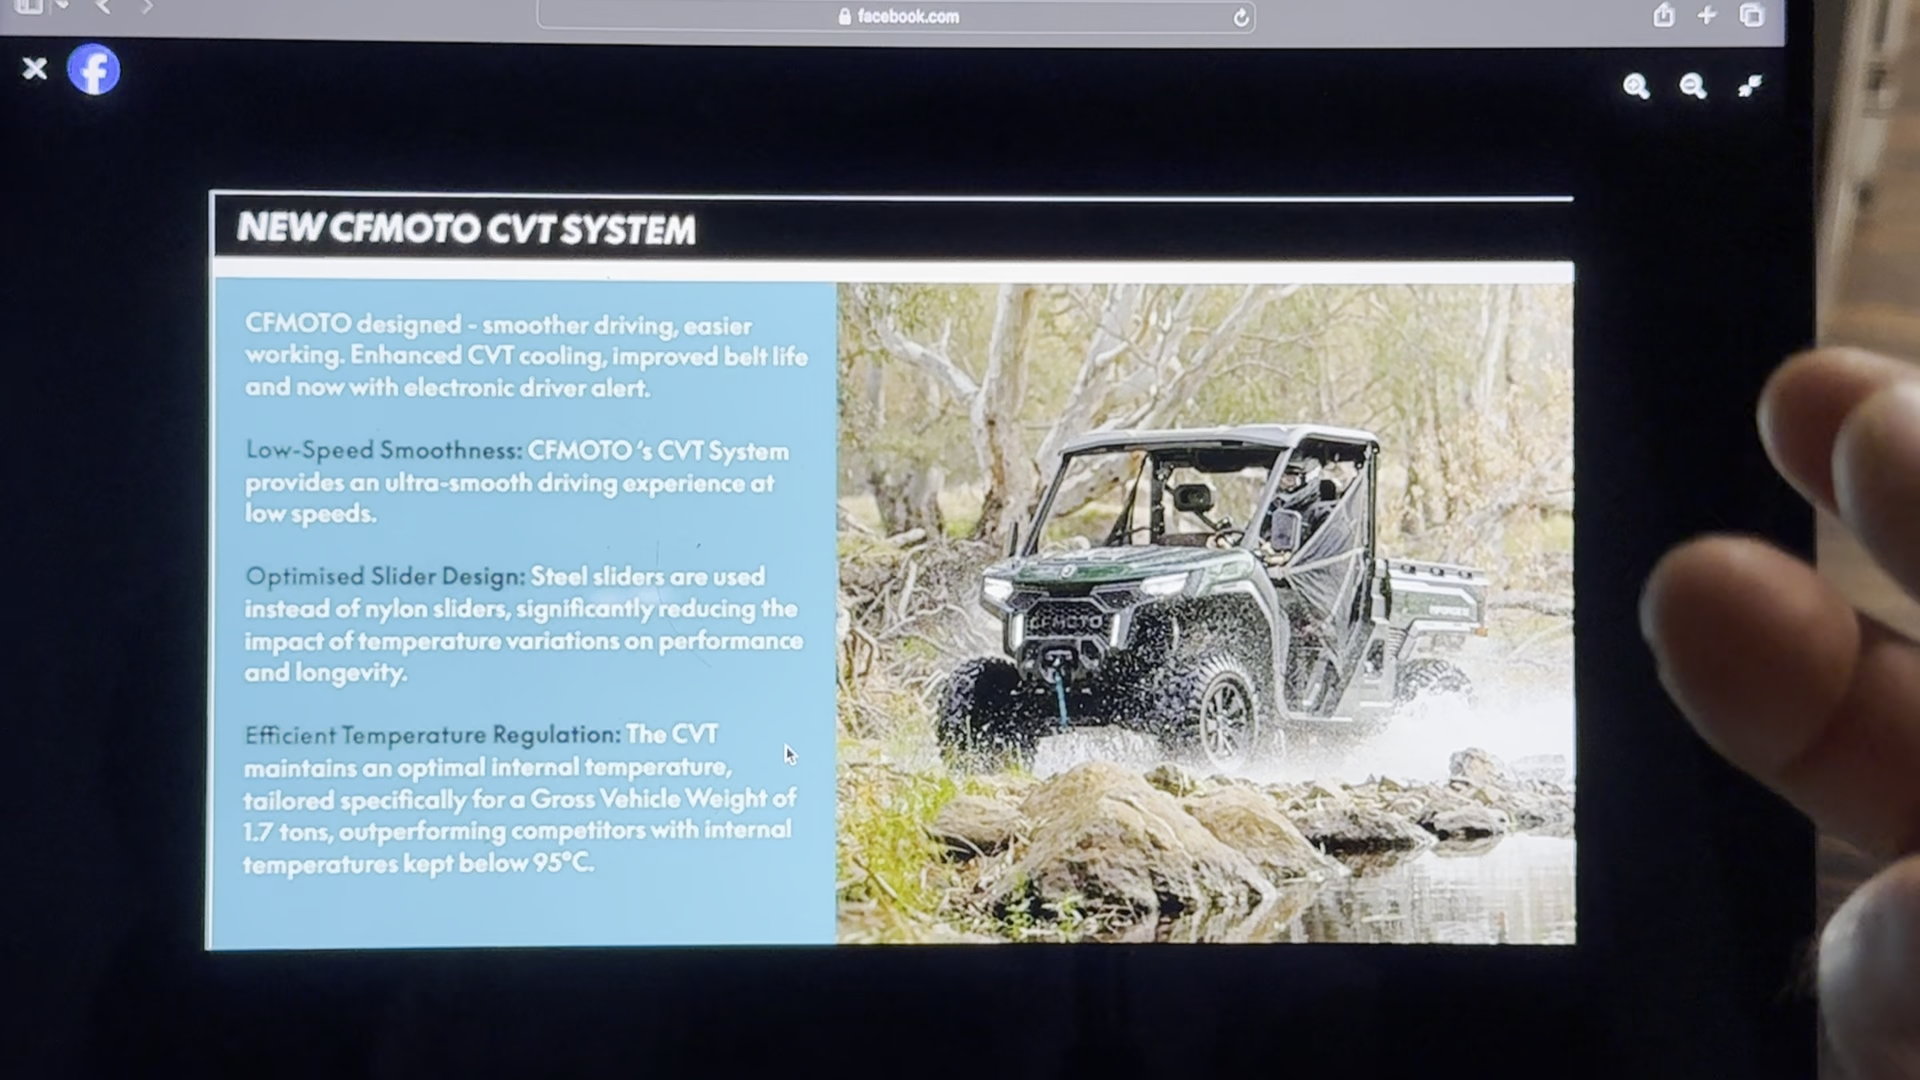 facebook.com
NEW CFMOTO CVT SYSTEM
CFMOTO designed - smoother driving, easier
working. Enhanced CVT cooling, improved belt life
and now with electronic driver alert.
Low-Speed Smoothness: CFMOTO 's CVT System
provides an ultra-smooth driving experience at
low speeds.
Optimised Slider Design: Steel sliders are used
instead of nylon sliders, significantly reducing the
impact of temperature variations on performance
and longevity.
Efficient Temperature Regulation: The CVT
maintains an optimal internal temperature,
tailored specifically for a Gross Vehicle Weight of
1.7 tons, outperforming competitors with internal
temperatures kept below 95°C.
CFMOTO